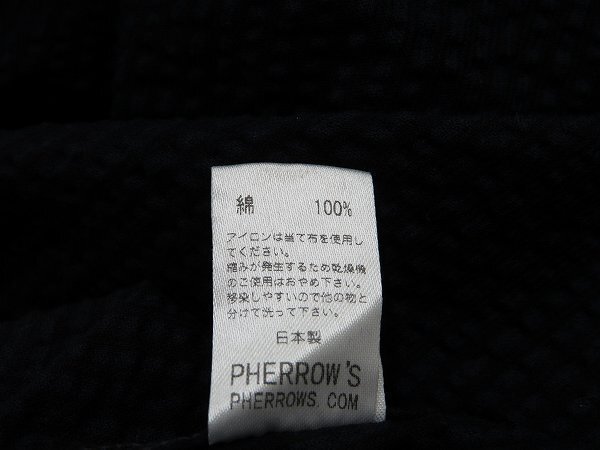 綿 100%
アイロンは当て布を使用し
てください。
縮みが発生するため乾燥機
のご使用はおやめ下さい。
移染しやすいので他の物と
分けて洗って下さい。
日本製
PHERROW'S
PHERROWS.COM